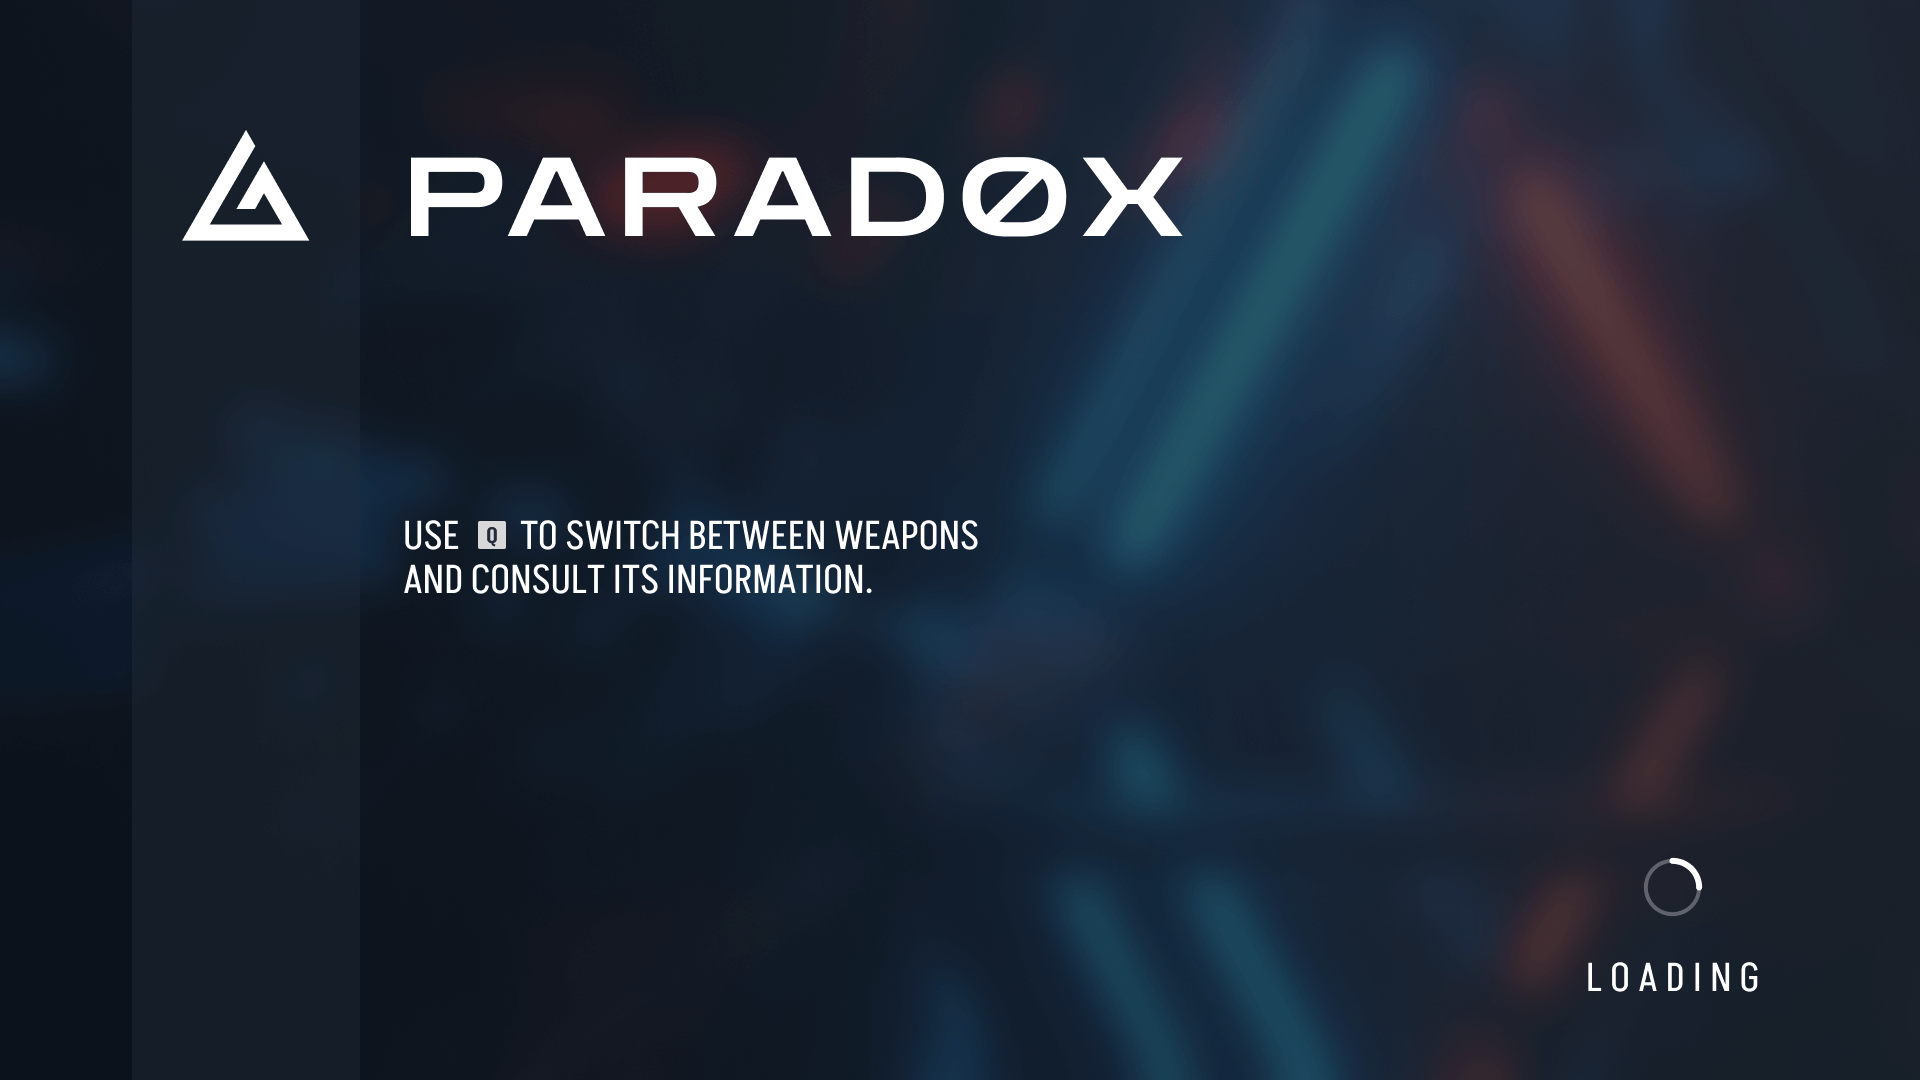 PARADØX
USE Q TO SWITCH BETWEEN WEAPONS
AND CONSULT ITS INFORMATION.
LOADING